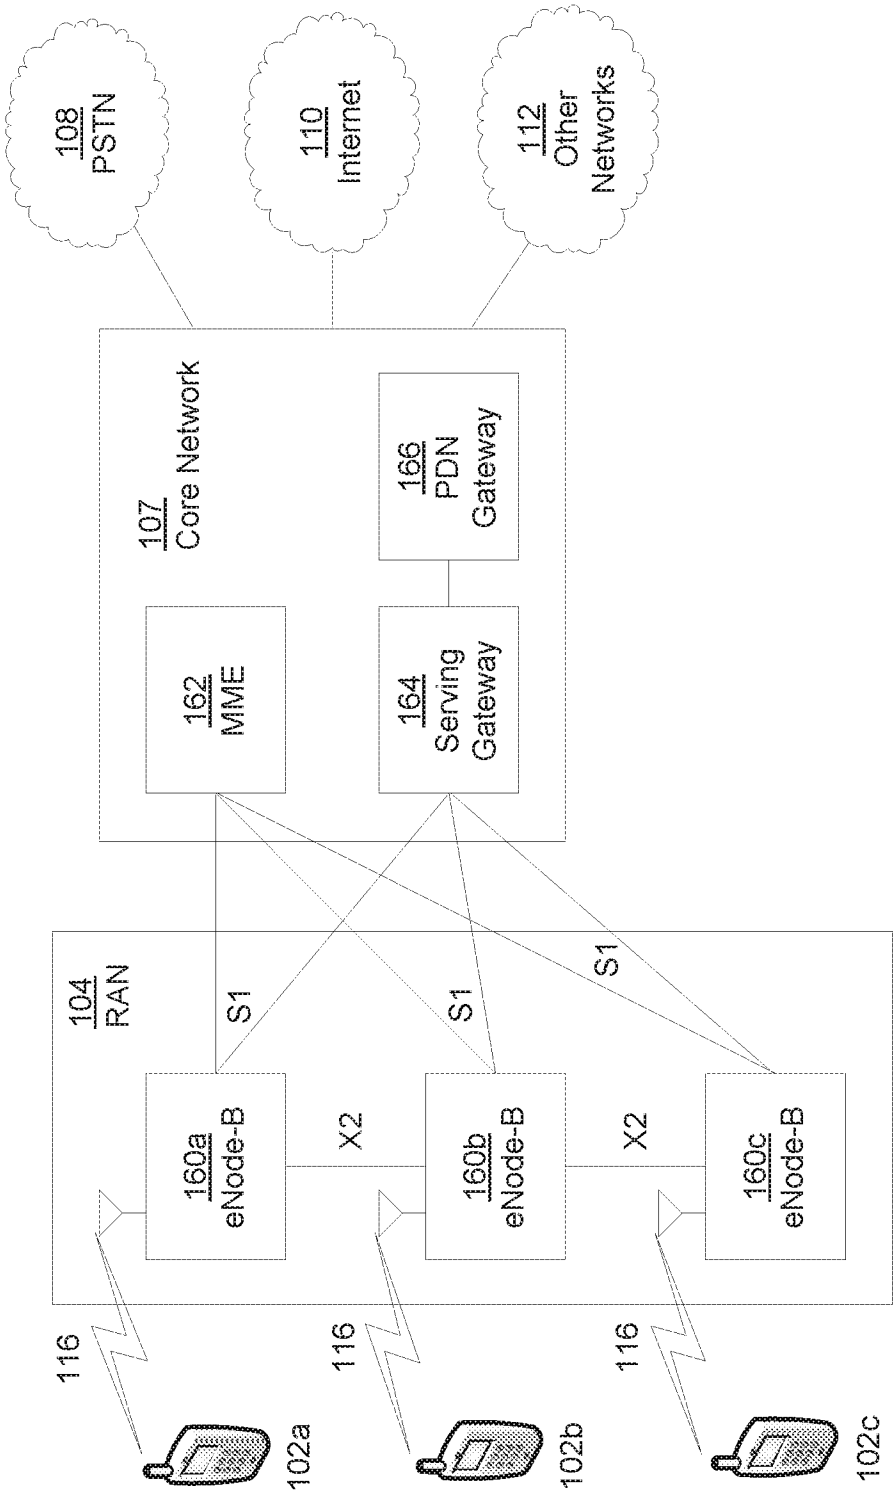 102a
116
102b
116
102c
116
104
RAN
160a
eNode-B
X2
160b
eNode-B
X2
160c
eNode-B
S1
S1
S1
107
Core Network
162
MME
164
Serving
Gateway
166
PDN
Gateway
108
PSTN
110
Internet
112
Other
Networks